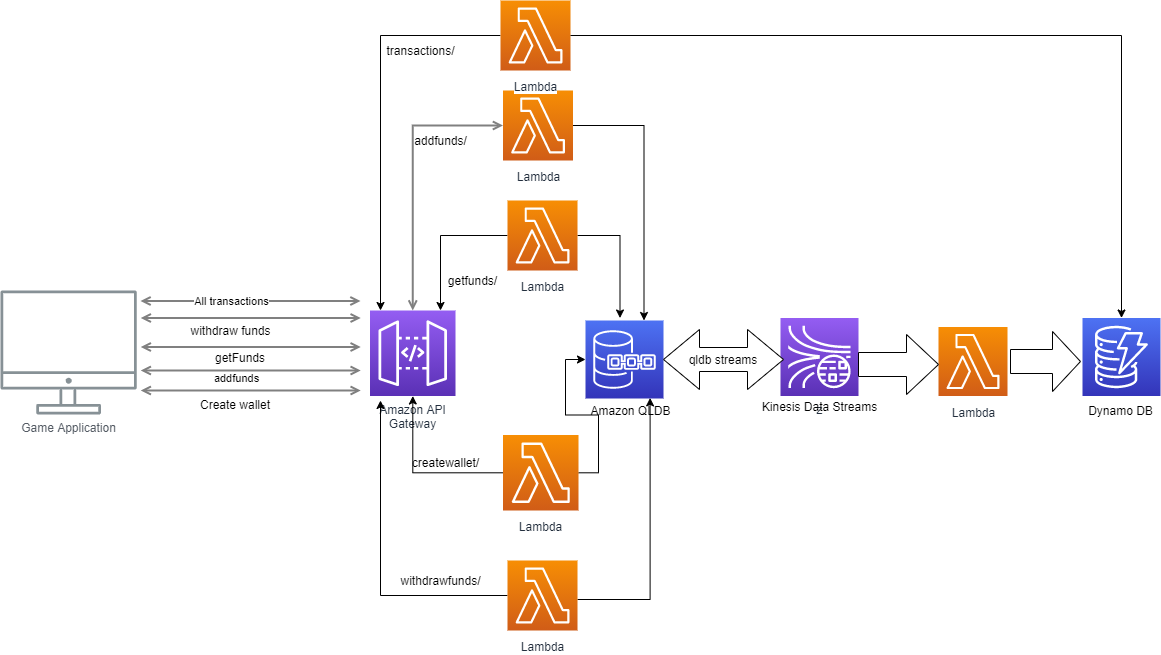 transactions/
Lambda
addfunds/
Lambda
getfunds/
Lambda
All transactions
withdraw funds
getFunds
addfunds
Create wallet
Game Application
Amazon API
Gateway
qldb streams
Amazon QLDB
Kinesis Data Streams
Lambda
Dynamo DB
createwallet/
Lambda
withdrawfunds/
Lambda